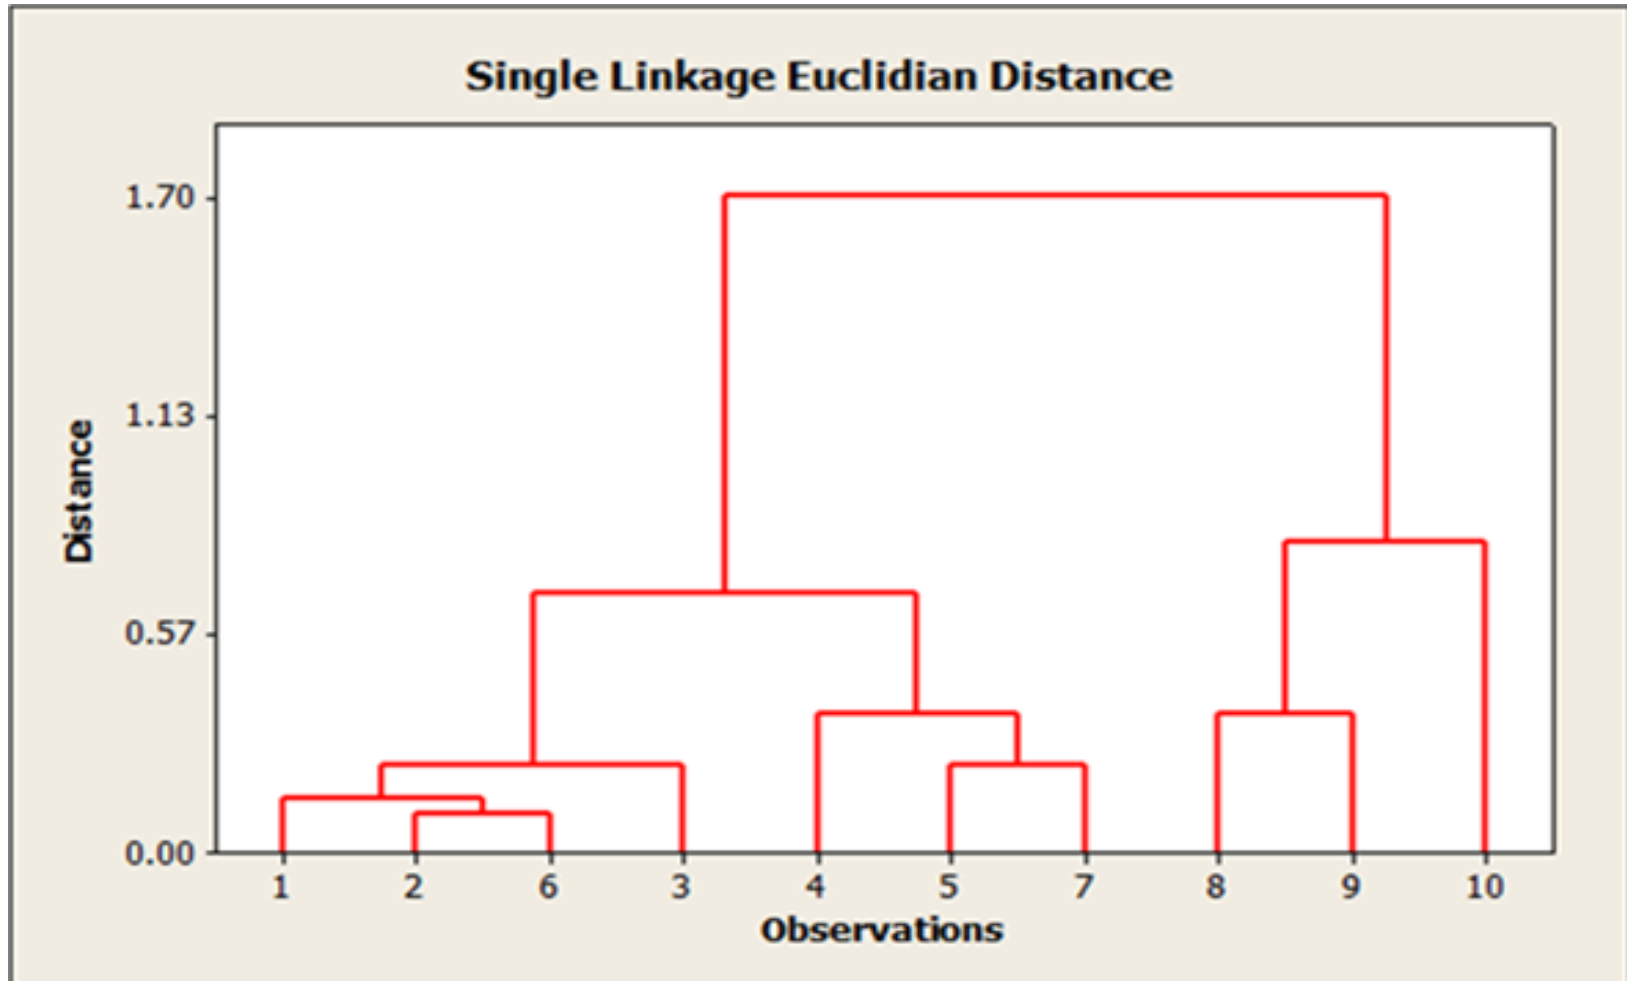 Single Linkage Euclidian Distance
1.70
1.13
0.57
0.00
Distance
1 2 6 3 4 5 7 8 9 10
Observations